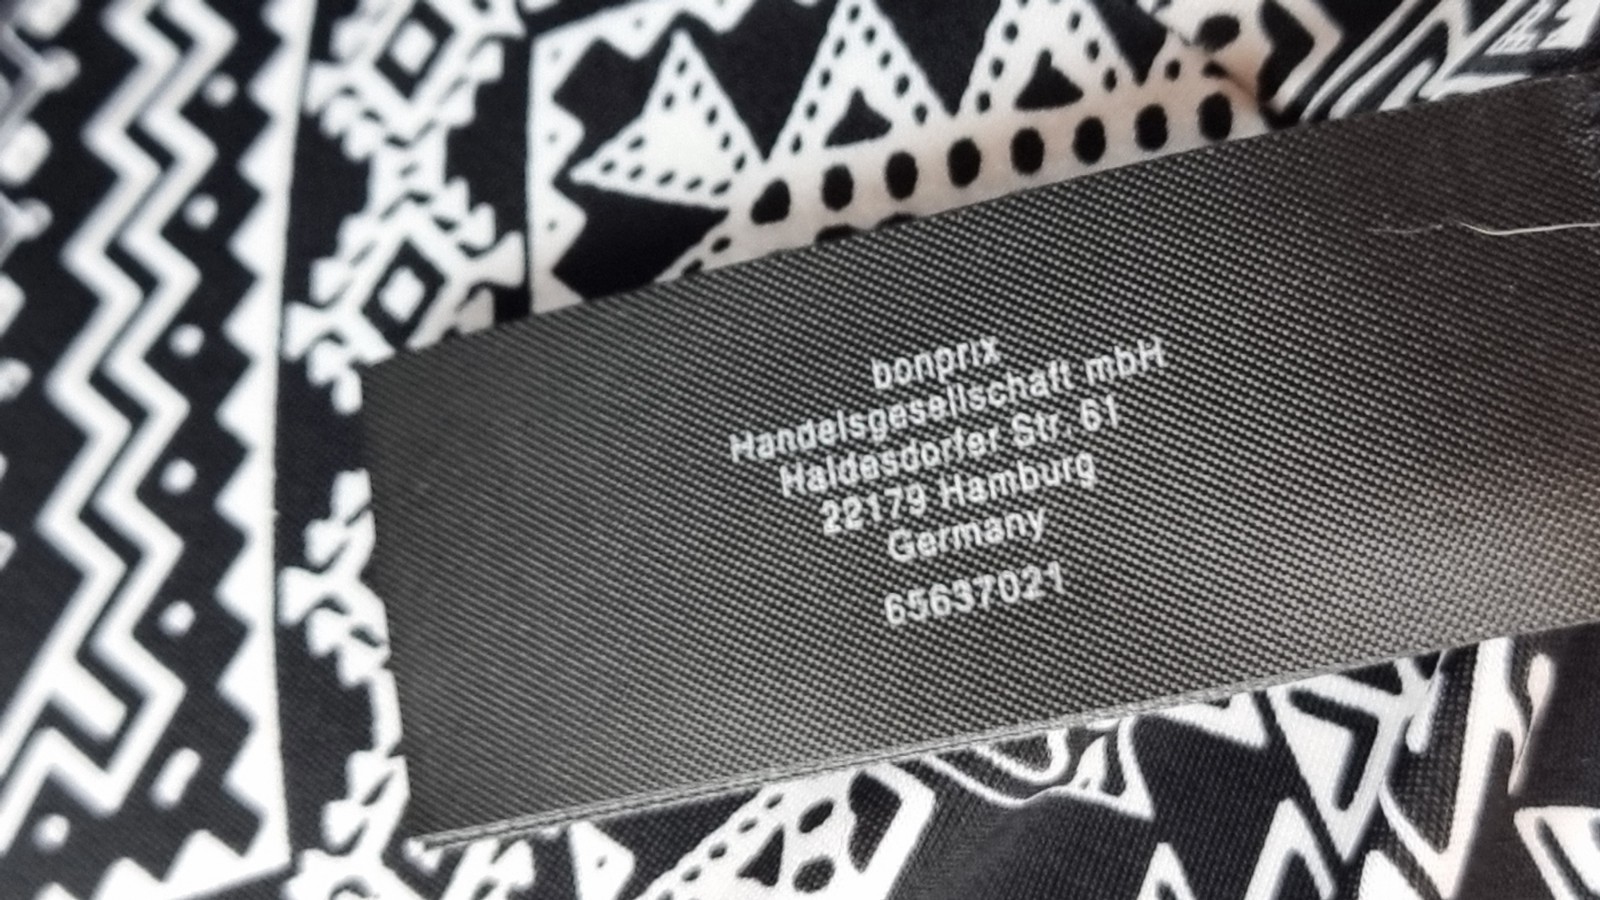 bonprix
Handelsgesellschaft mbH
Haldesdorfer Str. 61
22179 Hamburg
Germany
65637021